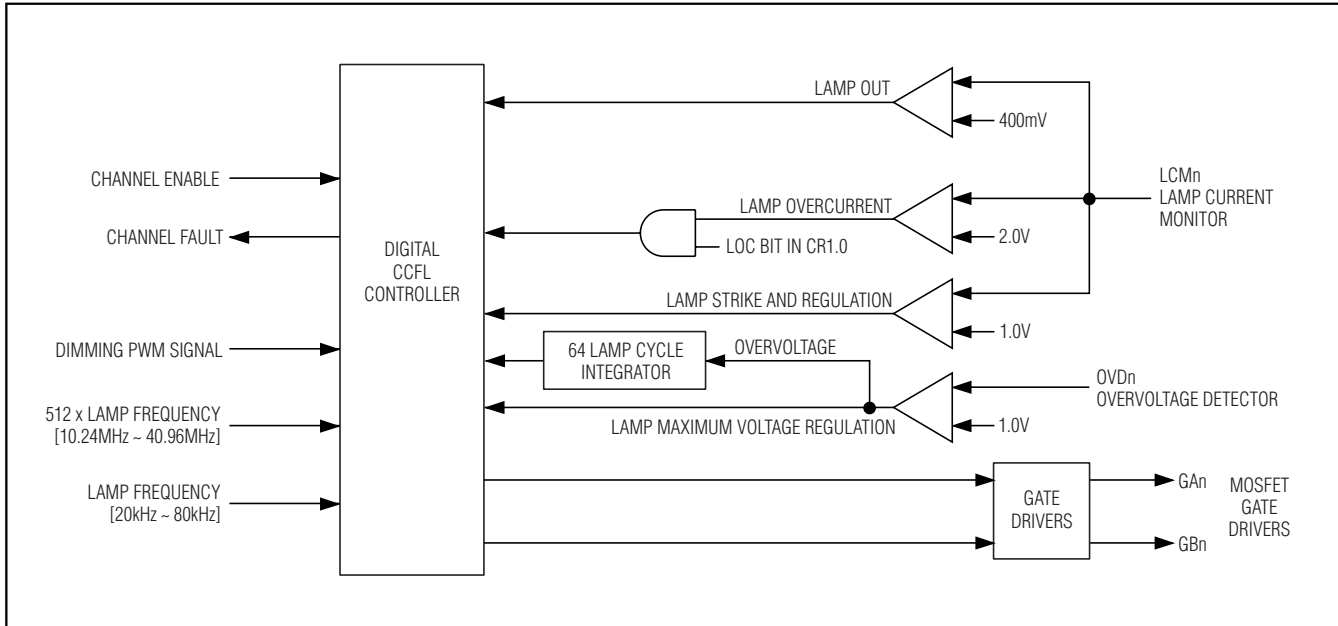 CHANNEL ENABLE
CHANNEL FAULT
DIMMING PWM SIGNAL
512 x LAMP FREQUENCY
[10.24MHz ~ 40.96MHz]
LAMP FREQUENCY
[20kHz ~ 80kHz]
DIGITAL
CCFL
CONTROLLER
LAMP OUT
400mV
LAMP OVERCURRENT
2.0V
LOC BIT IN CR1.0
LCMn
LAMP CURRENT
MONITOR
LAMP STRIKE AND REGULATION
1.0V
64 LAMP CYCLE
INTEGRATOR
OVERVOLTAGE
OVDn
OVERVOLTAGE DETECTOR
LAMP MAXIMUM VOLTAGE REGULATION
1.0V
GATE
DRIVERS
GAn
GBn
MOSFET
GATE
DRIVERS